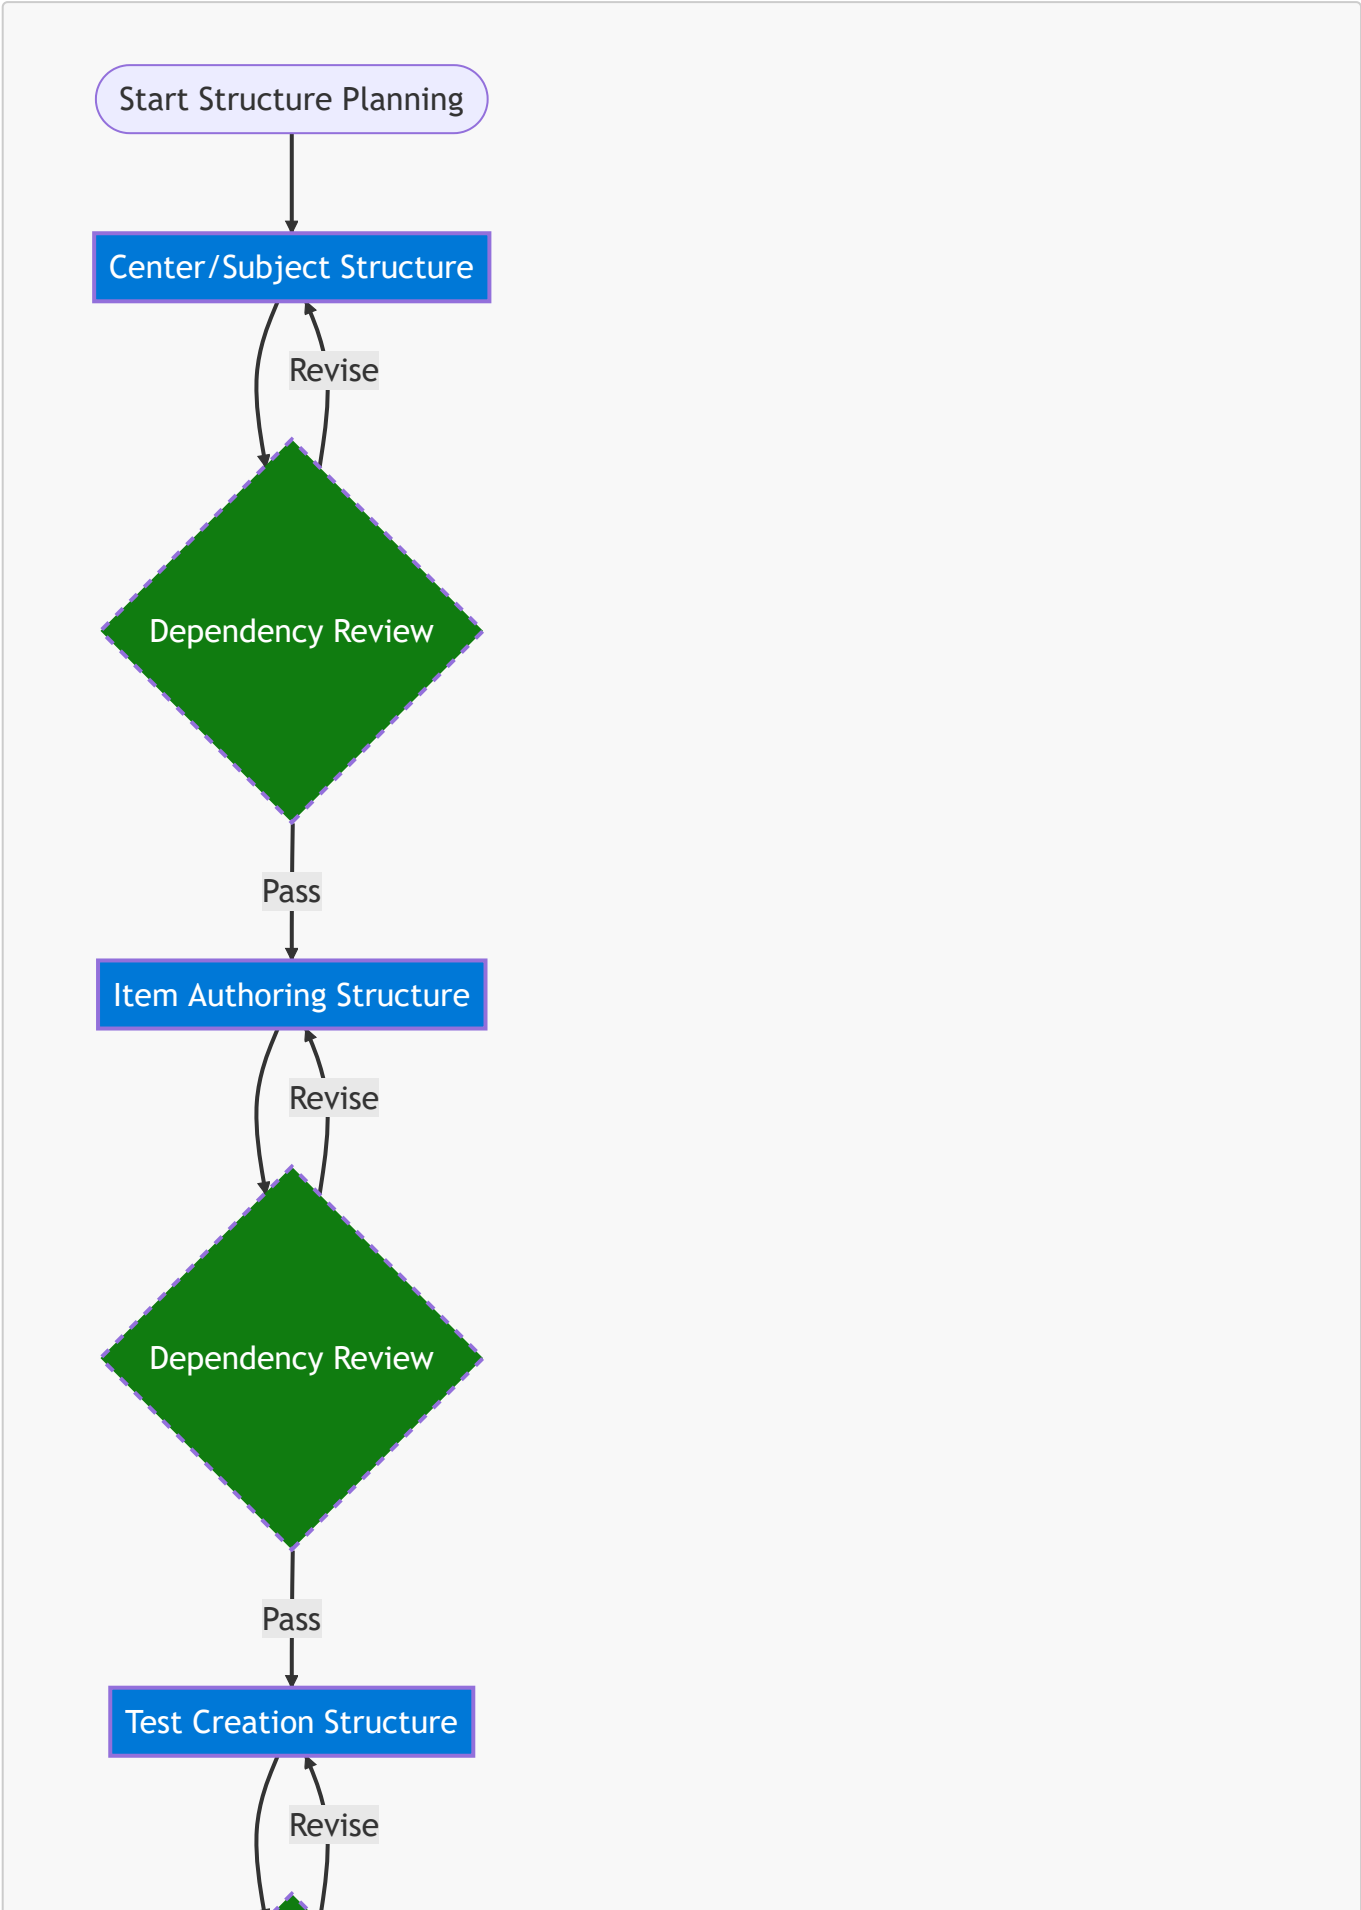 Start Structure Planning
Center/Subject Structure
Revise
Dependency Review
Pass
Item Authoring Structure
Revise
Dependency Review
Pass
Test Creation Structure
Revise